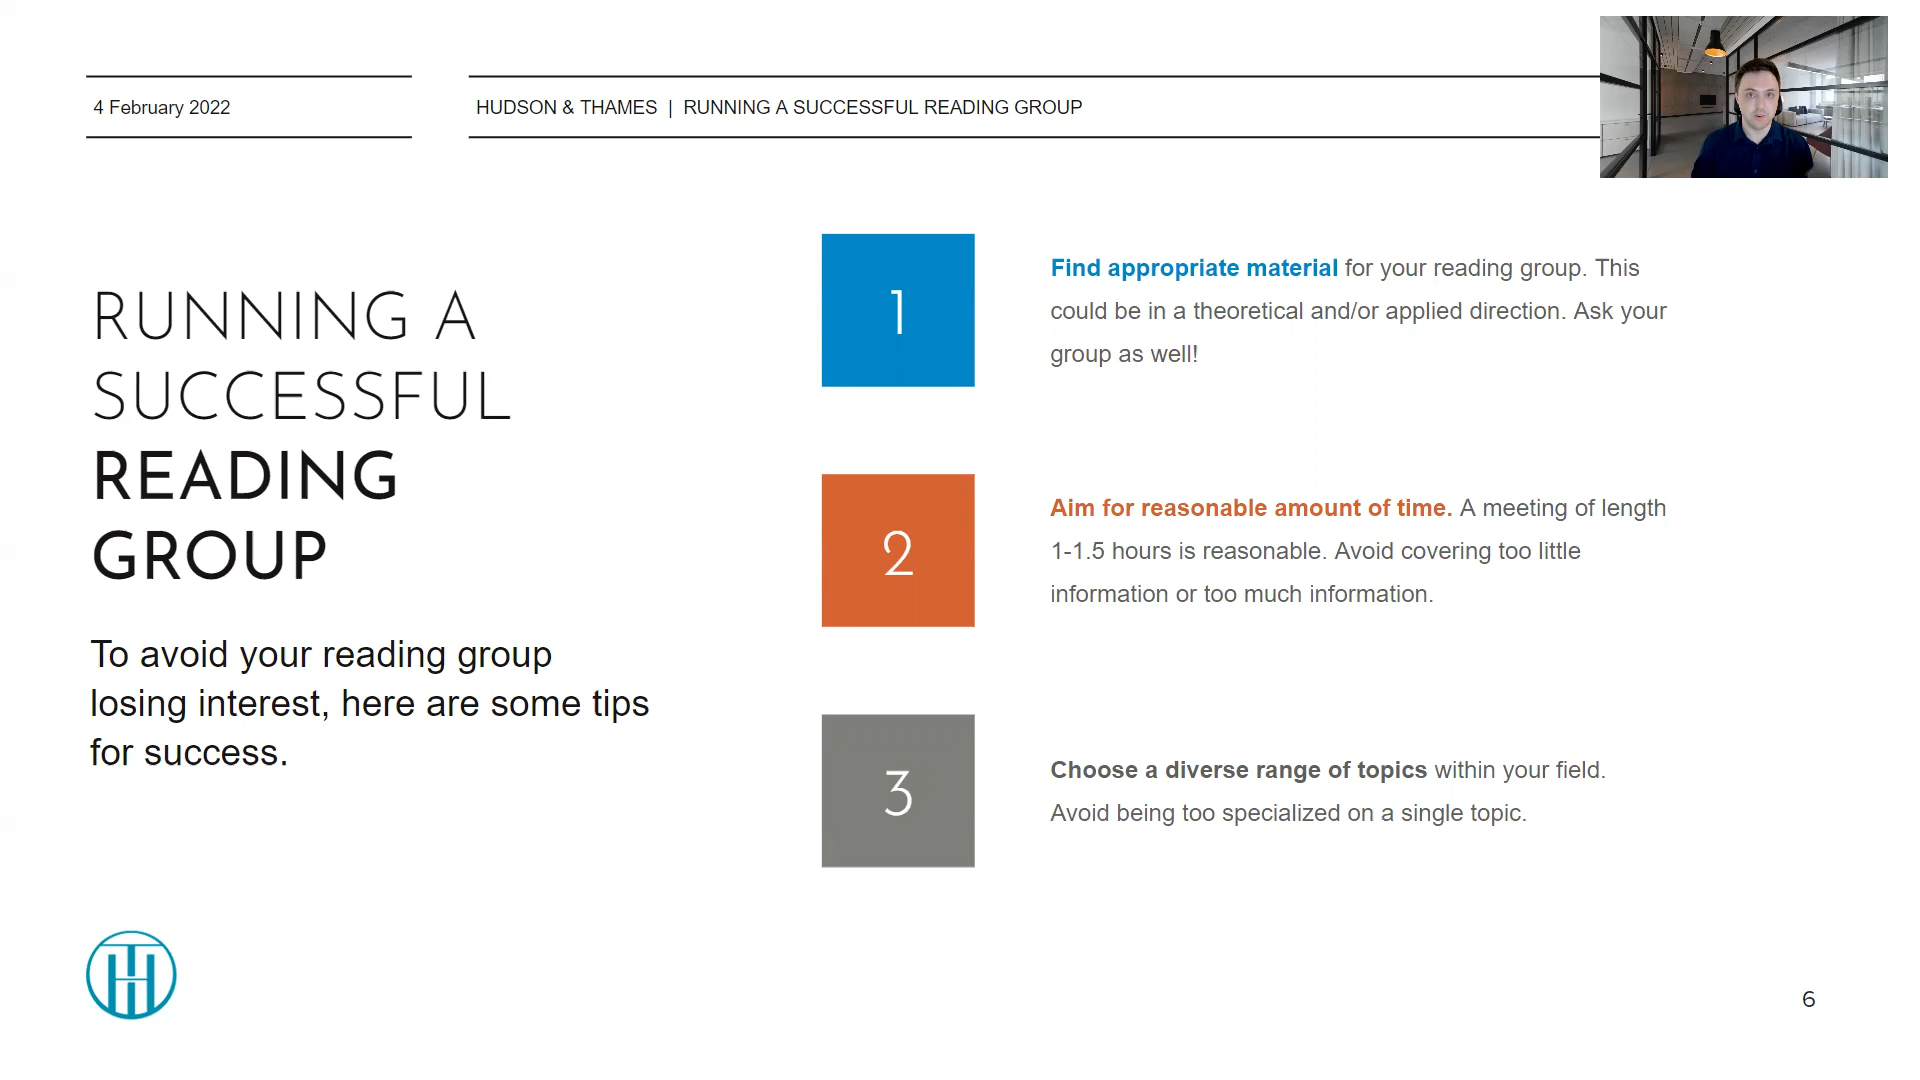 4 February 2022
HUDSON & THAMES | RUNNING A SUCCESSFUL READING GROUP
RUNNING A
SUCCESSFUL
READING
GROUP
To avoid your reading group
losing interest, here are some tips
for success.
1
Find appropriate material for your reading group. This
could be in a theoretical and/or applied direction. Ask your
group as well!
2
Aim for reasonable amount of time. A meeting of length
1-1.5 hours is reasonable. Avoid covering too little
information or too much information.
3
Choose a diverse range of topics within your field.
Avoid being too specialized on a single topic.
6